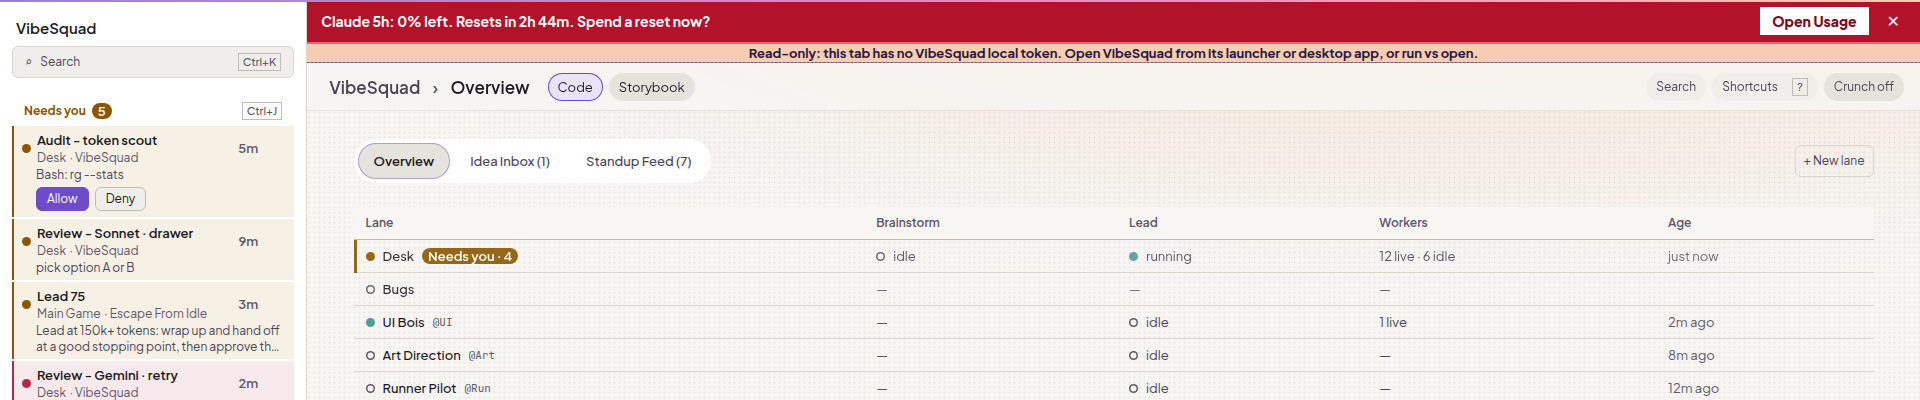 VibeSquad
Search Ctrl+K
Needs you 5 Ctrl+J
Audit – token scout 5m
Desk · VibeSquad
Bash: rg --stats
Allow Deny
Review – Sonnet · drawer 9m
Desk · VibeSquad
pick option A or B
Lead 75 3m
Main Game · Escape From Idle
Lead at 150k+ tokens: wrap up and hand off
at a good stopping point, then approve th…
Review – Gemini · retry 2m
Desk · VibeSquad
Claude 5h: 0% left. Resets in 2h 44m. Spend a reset now? Open Usage ✕
Read-only: this tab has no VibeSquad local token. Open VibeSquad from its launcher or desktop app, or run vs open.
VibeSquad › Overview Code Storybook Search Shortcuts ? Crunch off
Overview Idea Inbox (1) Standup Feed (7) + New lane
Lane Brainstorm Lead Workers Age
Desk Needs you · 4 idle running 12 live · 6 idle just now
Bugs — — —
UI Bois @UI — idle 1 live 2m ago
Art Direction @Art — idle — 8m ago
Runner Pilot @Run — idle — 12m ago